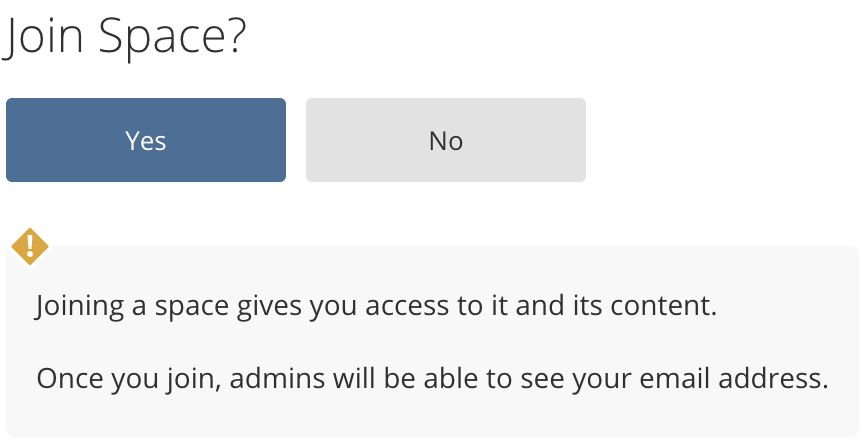 Join Space?
Yes
No
!
Joining a space gives you access to it and its content.
Once you join, admins will be able to see your email address.